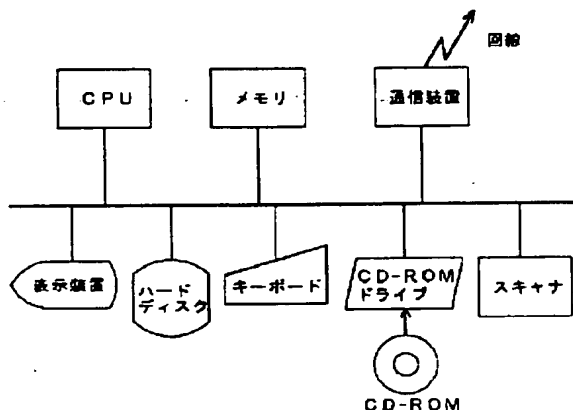 回線
CPU
メモリ
通信装置
表示装置
ハード
ディスク
キーボード
CD-ROM
ドライブ
スキャナ
CD-ROM